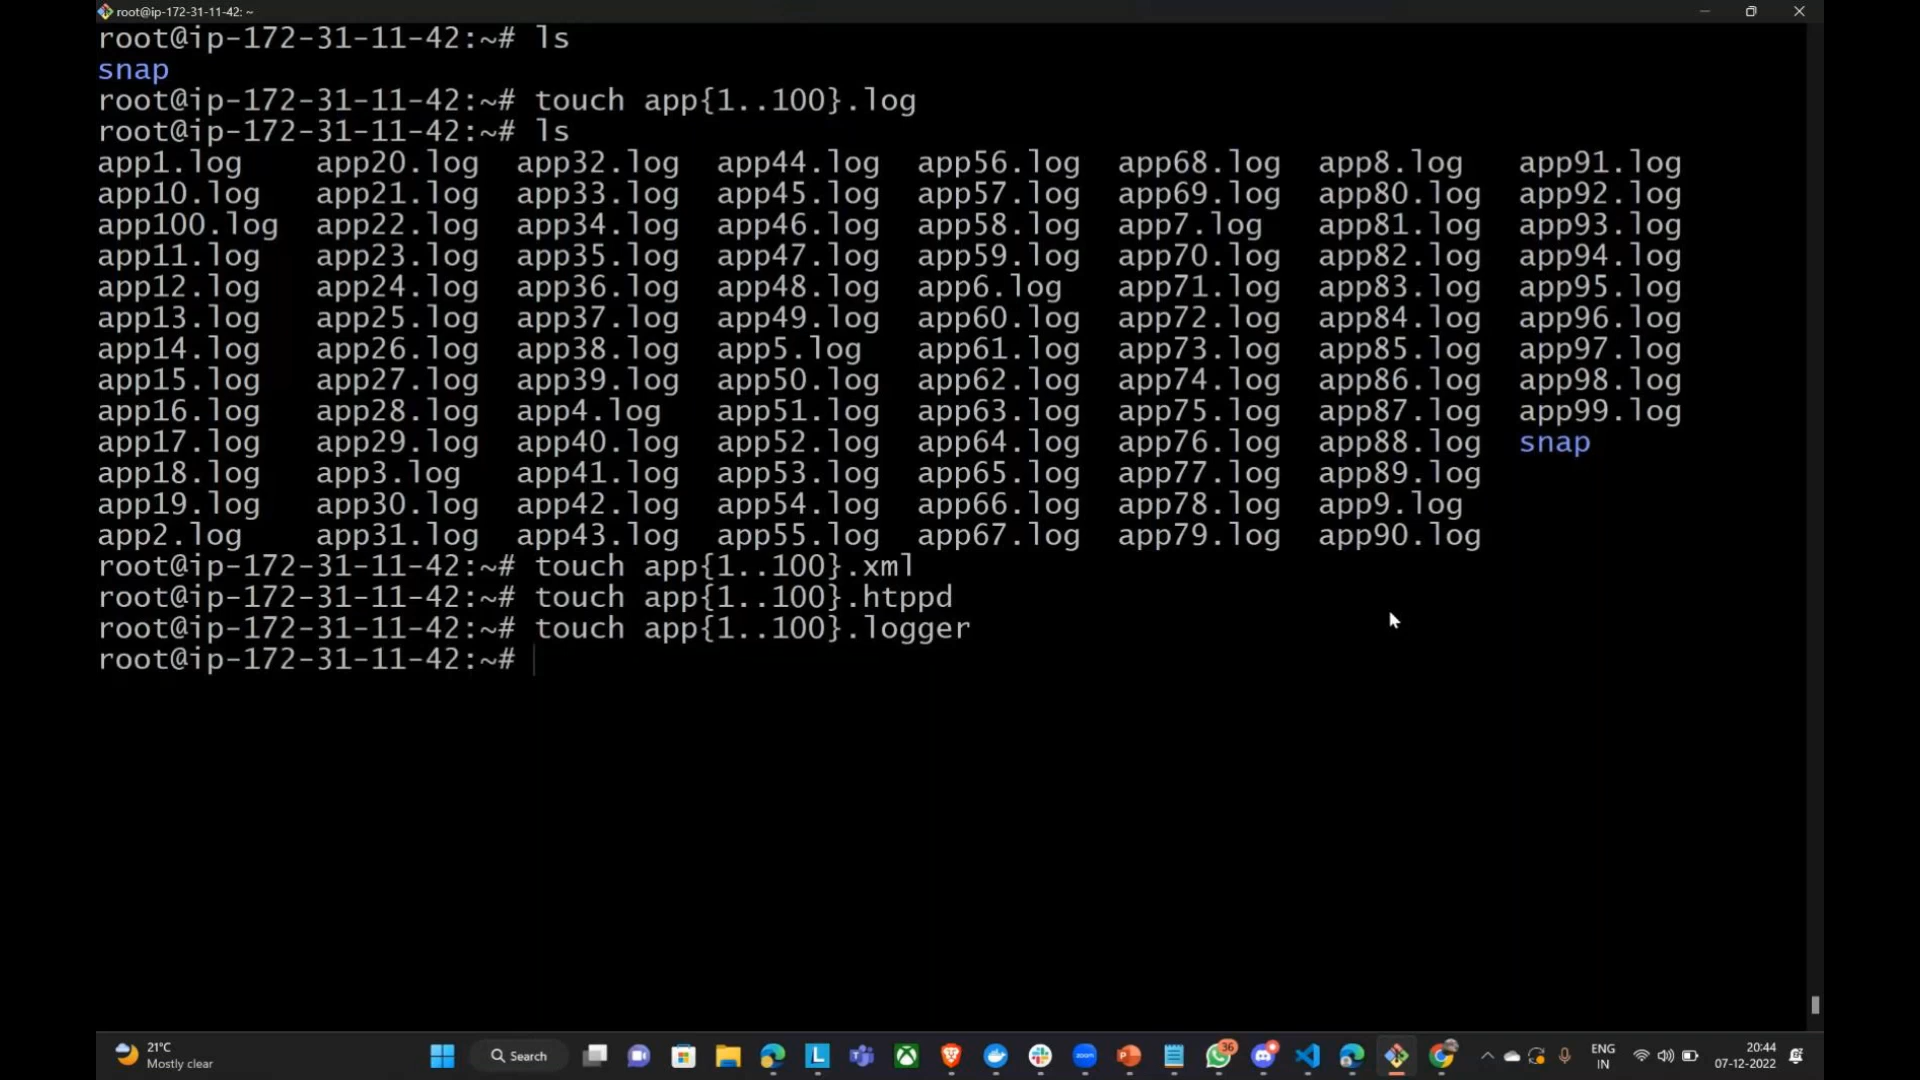 root@ip-172-31-11-42: ~
root@ip-172-31-11-42:~# ls
snap
root@ip-172-31-11-42:~# touch app{1..100}.log
root@ip-172-31-11-42:~# ls
app1.log app20.log app32.log app44.log app56.log app68.log app8.log app91.log
app10.log app21.log app33.log app45.log app57.log app69.log app80.log app92.log
app100.log app22.log app34.log app46.log app58.log app7.log app81.log app93.log
app11.log app23.log app35.log app47.log app59.log app70.log app82.log app94.log
app12.log app24.log app36.log app48.log app6.log app71.log app83.log app95.log
app13.log app25.log app37.log app49.log app60.log app72.log app84.log app96.log
app14.log app26.log app38.log app5.log app61.log app73.log app85.log app97.log
app15.log app27.log app39.log app50.log app62.log app74.log app86.log app98.log
app16.log app28.log app4.log app51.log app63.log app75.log app87.log app99.log
app17.log app29.log app40.log app52.log app64.log app76.log app88.log snap
app18.log app3.log app41.log app53.log app65.log app77.log app89.log
app19.log app30.log app42.log app54.log app66.log app78.log app9.log
app2.log app31.log app43.log app55.log app67.log app79.log app90.log
root@ip-172-31-11-42:~# touch app{1..100}.xml
root@ip-172-31-11-42:~# touch app{1..100}.htppd
root@ip-172-31-11-42:~# touch app{1..100}.logger
root@ip-172-31-11-42:~#
21°C
Mostly clear
Search
L
zoom
P
36
ENG
IN
20:44
07-12-2022